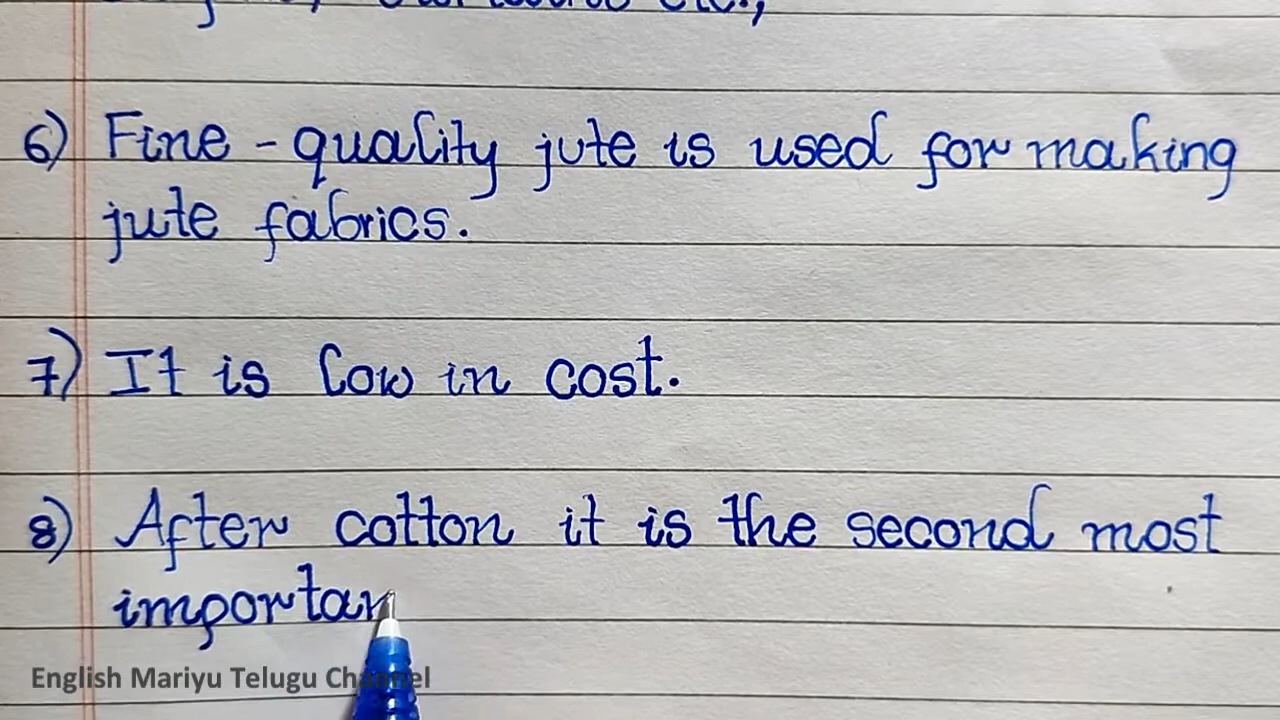 etc.,
6) Fine - quality jute is used for making
jute fabrics.
7) It is low in cost.
8) After cotton it is the second most
importan
English Mariyu Telugu Channel